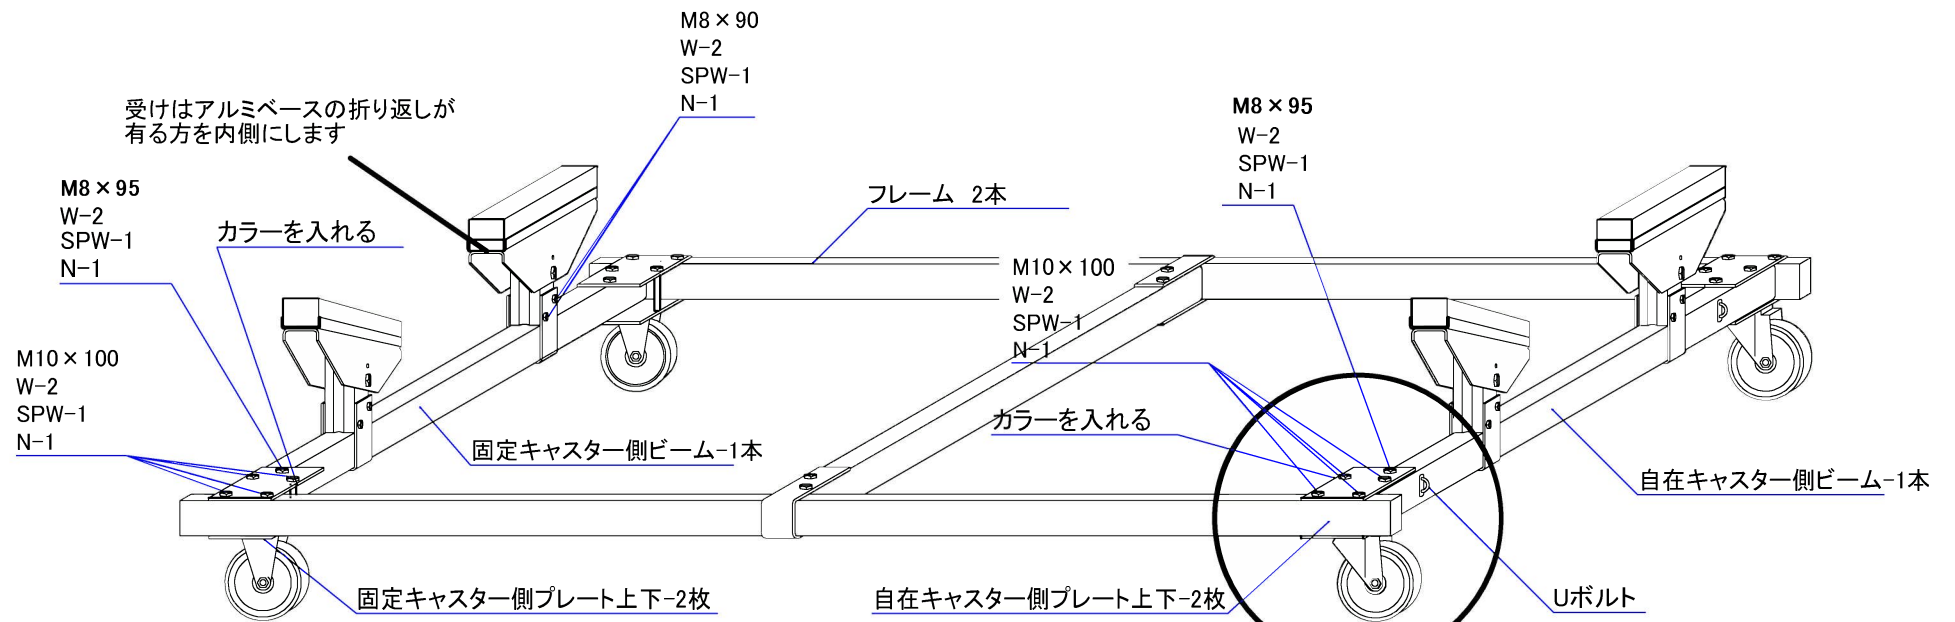 M8×90
W-2
SPW-1
N-1
受けはアルミベースの折り返しが
有る方を内側にします
M8×95
W-2
SPW-1
N-1
M8×95
W-2
SPW-1
N-1
カラーを入れる
フレーム 2本
M10×100
W-2
SPW-1
N-1
M10×100
W-2
SPW-1
N-1
カラーを入れる
固定キャスター側ビーム-1本
自在キャスター側ビーム-1本
固定キャスター側プレート上下-2枚
自在キャスター側プレート上下-2枚
Uボルト